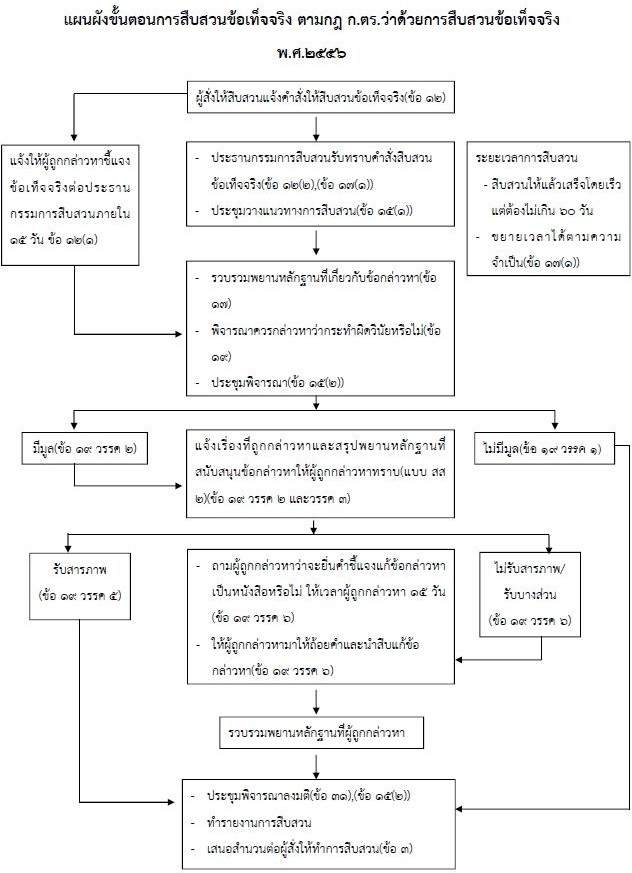 แผนผังขั้นตอนการสืบสวนข้อเท็จจริง ตามกฎ ก.ตร.ว่าด้วยการสืบสวนข้อเท็จจริง
พ.ศ.๒๕๕๖
ผู้สั่งให้สืบสวนแจ้งคำสั่งให้สืบสวนข้อเท็จจริง(ข้อ ๑๒)
แจ้งให้ผู้ถูกกล่าวหาชี้แจง
ข้อเท็จจริงต่อประธาน
กรรมการสืบสวนภายใน
๑๕ วัน ข้อ ๑๒(๑)
- ประธานกรรมการสืบสวนรับทราบคำสั่งสืบสวน
ข้อเท็จจริง(ข้อ ๑๒(๒),(ข้อ ๑๗(๑))
- ประชุมวางแนวทางการสืบสวน(ข้อ ๑๕(๑))
ระยะเวลาการสืบสวน
- สืบสวนให้แล้วเสร็จโดยเร็ว
แต่ต้องไม่เกิน ๖๐ วัน
- ขยายเวลาได้ตามความ
จำเป็น(ข้อ ๑๗(๑))
- รวบรวมพยานหลักฐานที่เกี่ยวกับข้อกล่าวหา(ข้อ
๑๗)
- พิจารณาควรกล่าวหาว่ากระทำผิดวินัยหรือไม่(ข้อ
๑๙)
- ประชุมพิจารณา(ข้อ ๑๕(๒))
มีมูล(ข้อ ๑๙ วรรค ๒)
แจ้งเรื่องที่ถูกกล่าวหาและสรุปพยานหลักฐานที่
สนับสนุนข้อกล่าวหาให้ผู้ถูกกล่าวหาทราบ(แบบ สส
๒)(ข้อ ๑๙ วรรค ๒ และวรรค ๓)
ไม่มีมูล(ข้อ ๑๙ วรรค ๑)
รับสารภาพ
(ข้อ ๑๙ วรรค ๕)
- ถามผู้ถูกกล่าวหาว่าจะยื่นคำชี้แจงแก้ข้อกล่าวหา
เป็นหนังสือหรือไม่ ให้เวลาผู้ถูกกล่าวหา ๑๕ วัน
(ข้อ ๑๙ วรรค ๖)
- ให้ผู้ถูกกล่าวหามาให้ถ้อยคำและนำสืบแก้ข้อ
กล่าวหา(ข้อ ๑๙ วรรค ๖)
ไม่รับสารภาพ/
รับบางส่วน
(ข้อ ๑๙ วรรค ๖)
รวบรวมพยานหลักฐานที่ผู้ถูกกล่าวหา
- ประชุมพิจารณาลงมติ(ข้อ ๓๑),(ข้อ ๑๕(๒))
- ทำรายงานการสืบสวน
- เสนอสำนวนต่อผู้สั่งให้ทำการสืบสวน(ข้อ ๓)